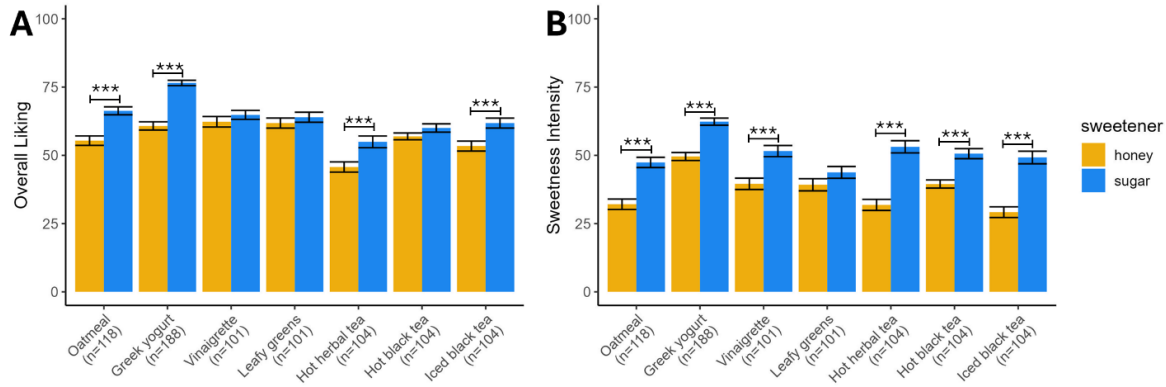 A
Overall Liking
100
75
50
25
0
***
***
***
***
Oatmeal
(n=118)
Greek yogurt
(n=188)
Vinaigrette
(n=101)
Leafy greens
(n=101)
Hot herbal tea
(n=104)
Hot black tea
(n=104)
Iced black tea
(n=104)
B
Sweetness Intensity
100
75
50
25
0
***
***
***
***
***
***
Oatmeal
(n=118)
Greek yogurt
(n=188)
Vinaigrette
(n=101)
Leafy greens
(n=101)
Hot herbal tea
(n=104)
Hot black tea
(n=104)
Iced black tea
(n=104)
sweetener
honey
sugar